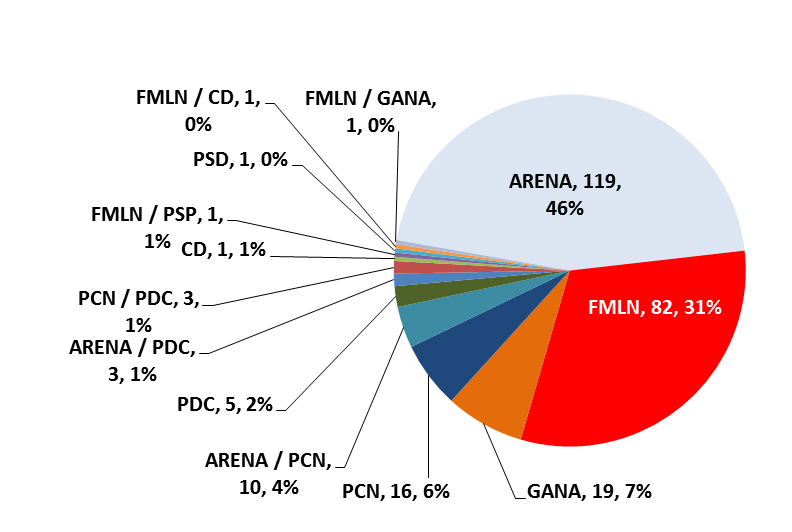 FMLN / CD, 1,
0%
FMLN / GANA,
1, 0%
PSD, 1, 0%
ARENA, 119,
46%
FMLN / PSP, 1,
1%
CD, 1, 1%
PCN / PDC, 3,
1%
FMLN, 82, 31%
ARENA / PDC,
3, 1%
PDC, 5, 2%
ARENA / PCN,
10, 4%
PCN, 16, 6%
GANA, 19, 7%